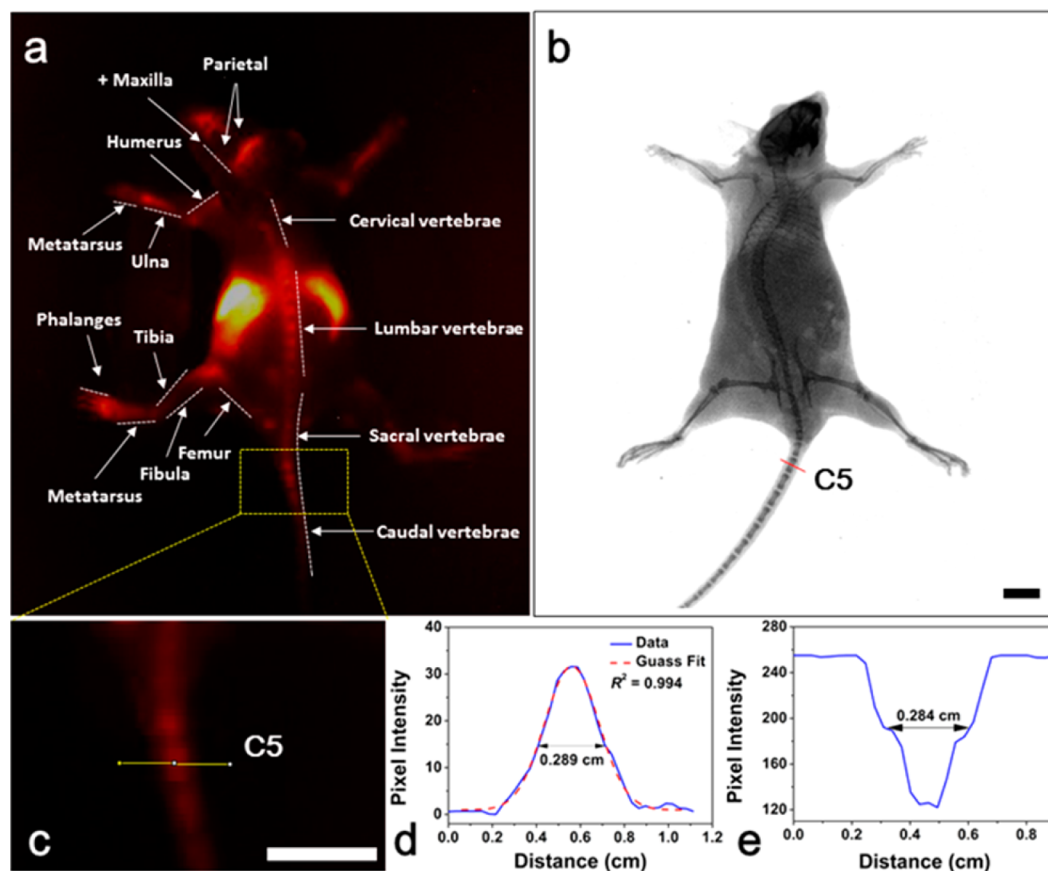 a
Parietal
+ Maxilla
Humerus
Cervical vertebrae
Metatarsus
Ulna
Phalanges
Tibia
Lumbar vertebrae
Sacral vertebrae
Femur
Fibula
Metatarsus
Caudal vertebrae
b
C5
c
C5
d
40
30
20
10
0
Pixel Intensity
Data
Guass Fit
R² = 0.994
0.289 cm
0.0 0.2 0.4 0.6 0.8 1.0 1.2
Distance (cm)
e
280
240
200
160
120
Pixel Intensity
0.284 cm
0.0 0.2 0.4 0.6 0.8
Distance (cm)